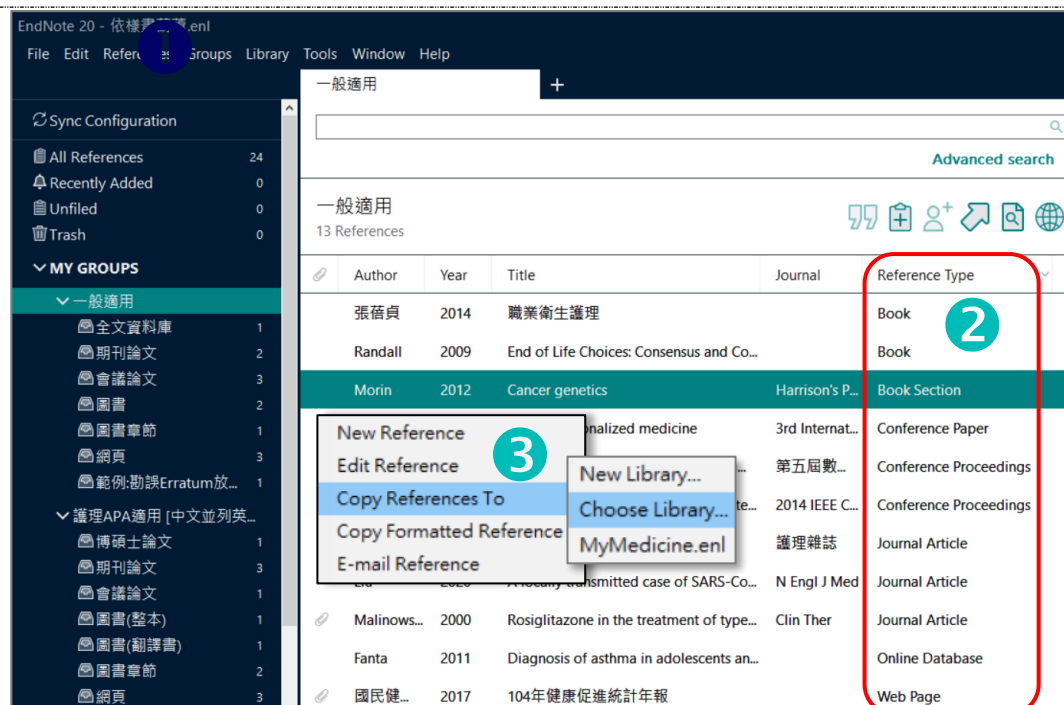 EndNote 20 - 依樣畫葫蘆.enl
File Edit References Groups Library Tools Window Help
一般適用 +
Sync Configuration
All References 24
Recently Added 0
Unfiled 0
Trash 0
MY GROUPS
一般適用
全文資料庫 1
期刊論文 2
會議論文 3
圖書 2
圖書章節 1
網頁 3
範例:勘誤Erratum放... 1
護理APA適用 [中文並列英...
博碩士論文 1
期刊論文 3
會議論文 1
圖書(整本) 1
圖書(翻譯書) 1
圖書章節 2
網頁 3
Advanced search
一般適用
13 References
Author Year Title Journal Reference Type
張蓓貞 2014 職業衛生護理 Book
Randall 2009 End of Life Choices: Consensus and Co... Book
Morin 2012 Cancer genetics Harrison's P... Book Section
nalized medicine 3rd Internat... Conference Paper
... 第五屆數... Conference Proceedings
te... 2014 IEEE C... Conference Proceedings
護理雜誌 Journal Article
2020 A locally transmitted case of SARS-Co... N Engl J Med Journal Article
Malinows... 2000 Rosiglitazone in the treatment of type... Clin Ther Journal Article
Fanta 2011 Diagnosis of asthma in adolescents an... Online Database
國民健... 2017 104年健康促進統計年報 Web Page
1
2
3
New Reference
Edit Reference
Copy References To
Copy Formatted Reference
E-mail Reference
New Library...
Choose Library...
MyMedicine.enl